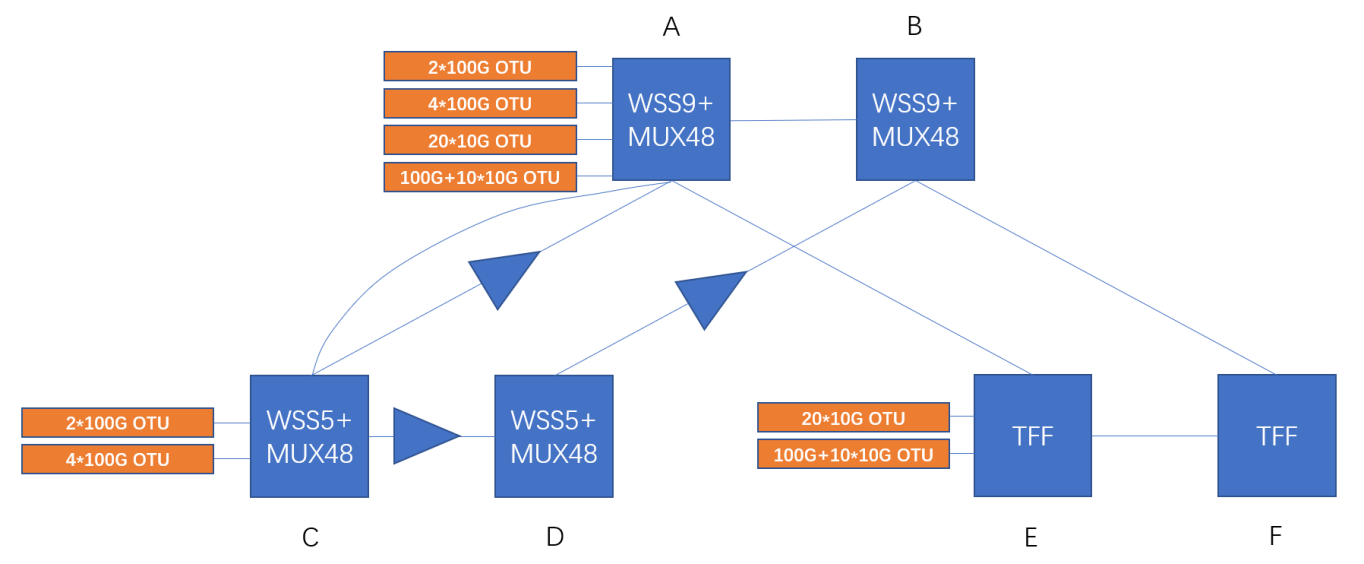 A
B
2*100G OTU
4*100G OTU
20*10G OTU
100G+10*10G OTU
WSS9+
MUX48
WSS9+
MUX48
2*100G OTU
4*100G OTU
WSS5+
MUX48
WSS5+
MUX48
20*10G OTU
100G+10*10G OTU
TFF
TFF
C
D
E
F